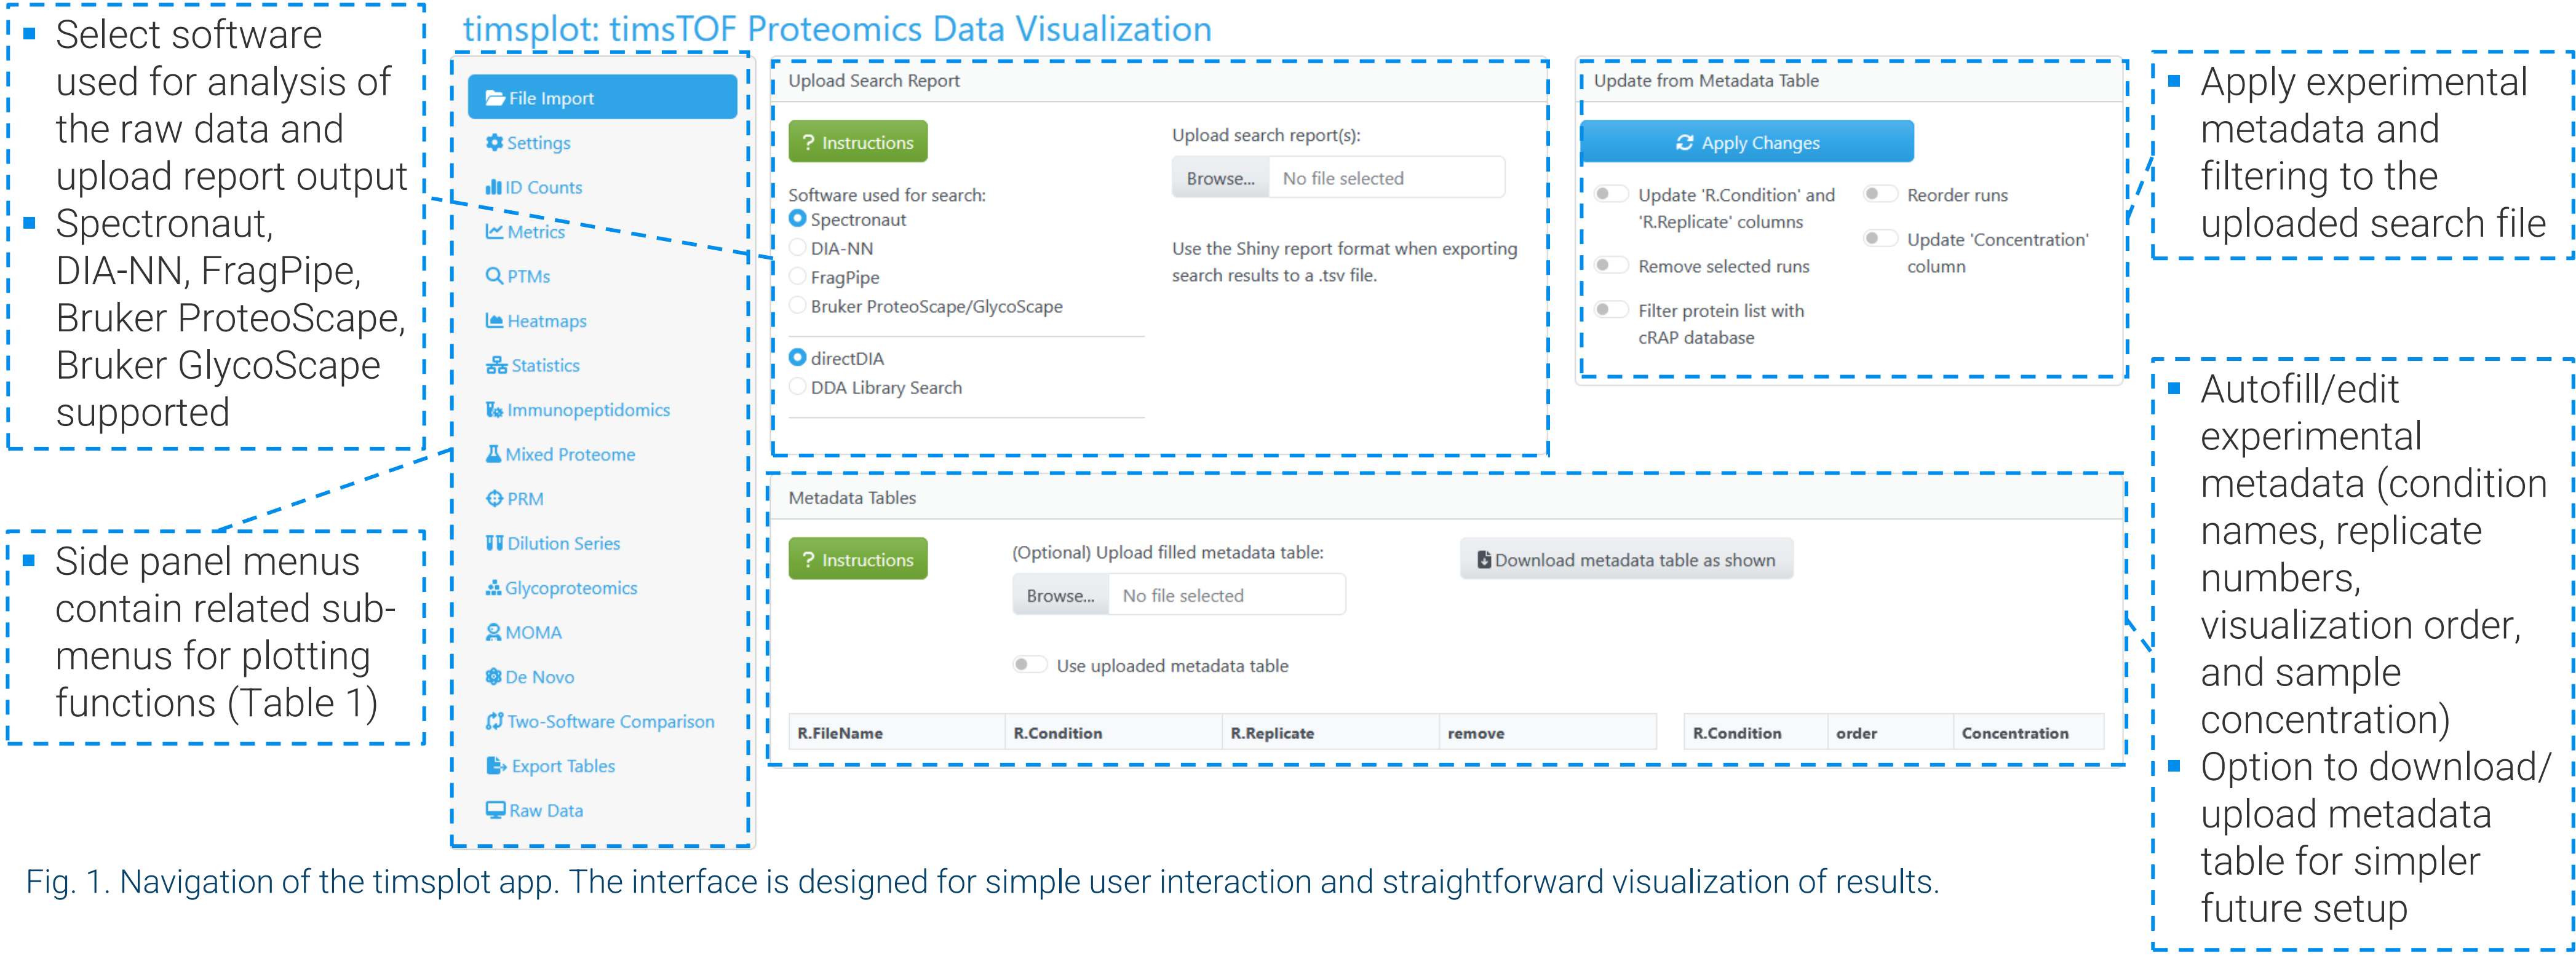 timsplot: timsTOF Proteomics Data Visualization
▪ Select software
used for analysis of
the raw data and
upload report output
▪ Spectronaut,
DIA-NN, FragPipe,
Bruker ProteoScape,
Bruker GlycoScape
supported
▪ Side panel menus
contain related sub-
menus for plotting
functions (Table 1)
File Import
Settings
ID Counts
Metrics
PTMs
Heatmaps
Statistics
Immunopeptidomics
Mixed Proteome
PRM
Dilution Series
Glycoproteomics
MOMA
De Novo
Two-Software Comparison
Export Tables
Raw Data
Upload Search Report
? Instructions
Software used for search:
Spectronaut
DIA-NN
FragPipe
Bruker ProteoScape/GlycoScape
directDIA
DDA Library Search
Upload search report(s):
Browse... No file selected
Use the Shiny report format when exporting
search results to a .tsv file.
Update from Metadata Table
Apply Changes
Update 'R.Condition' and
'R.Replicate' columns
Remove selected runs
Filter protein list with
cRAP database
Reorder runs
Update 'Concentration'
column
Metadata Tables
? Instructions
(Optional) Upload filled metadata table:
Browse... No file selected
Use uploaded metadata table
Download metadata table as shown
R.FileName R.Condition R.Replicate remove
R.Condition order Concentration
▪ Apply experimental
metadata and
filtering to the
uploaded search file
▪ Autofill/edit
experimental
metadata (condition
names, replicate
numbers,
visualization order,
and sample
concentration)
▪ Option to download/
upload metadata
table for simpler
future setup
Fig. 1. Navigation of the timsplot app. The interface is designed for simple user interaction and straightforward visualization of results.